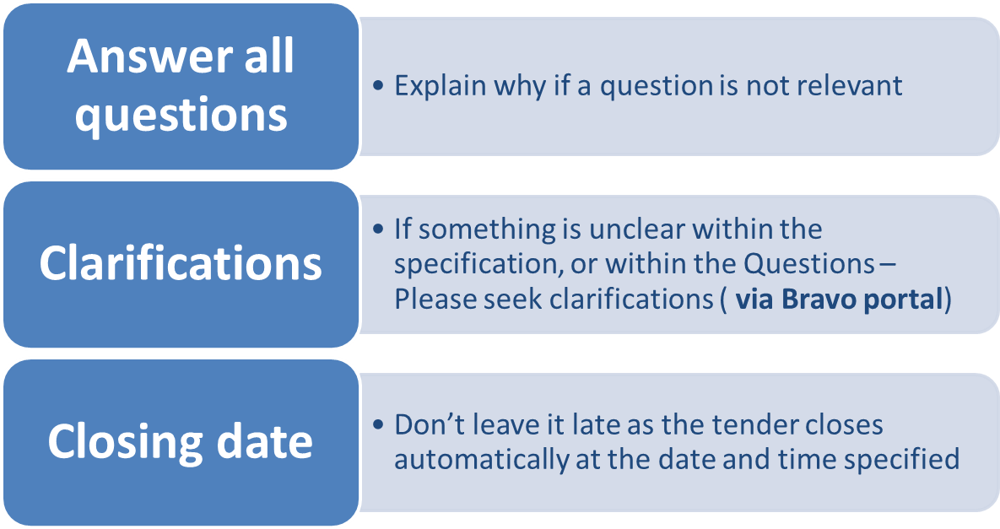 Answer all
questions
• Explain why if a question is not relevant
Clarifications
• If something is unclear within the
specification, or within the Questions –
Please seek clarifications ( via Bravo portal)
Closing date
• Don’t leave it late as the tender closes
automatically at the date and time specified